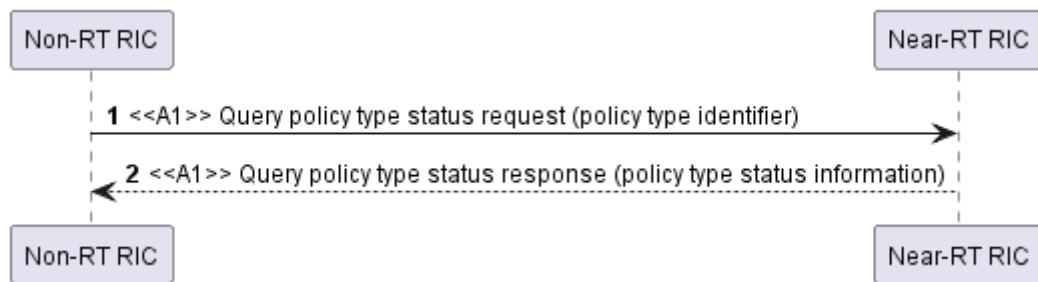 Non-RT RIC
Near-RT RIC
1 <<A1>> Query policy type status request (policy type identifier)
2 <<A1>> Query policy type status response (policy type status information)
Non-RT RIC
Near-RT RIC